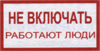 НЕ ВКЛЮЧАТЬ
РАБОТАЮТ ЛЮДИ